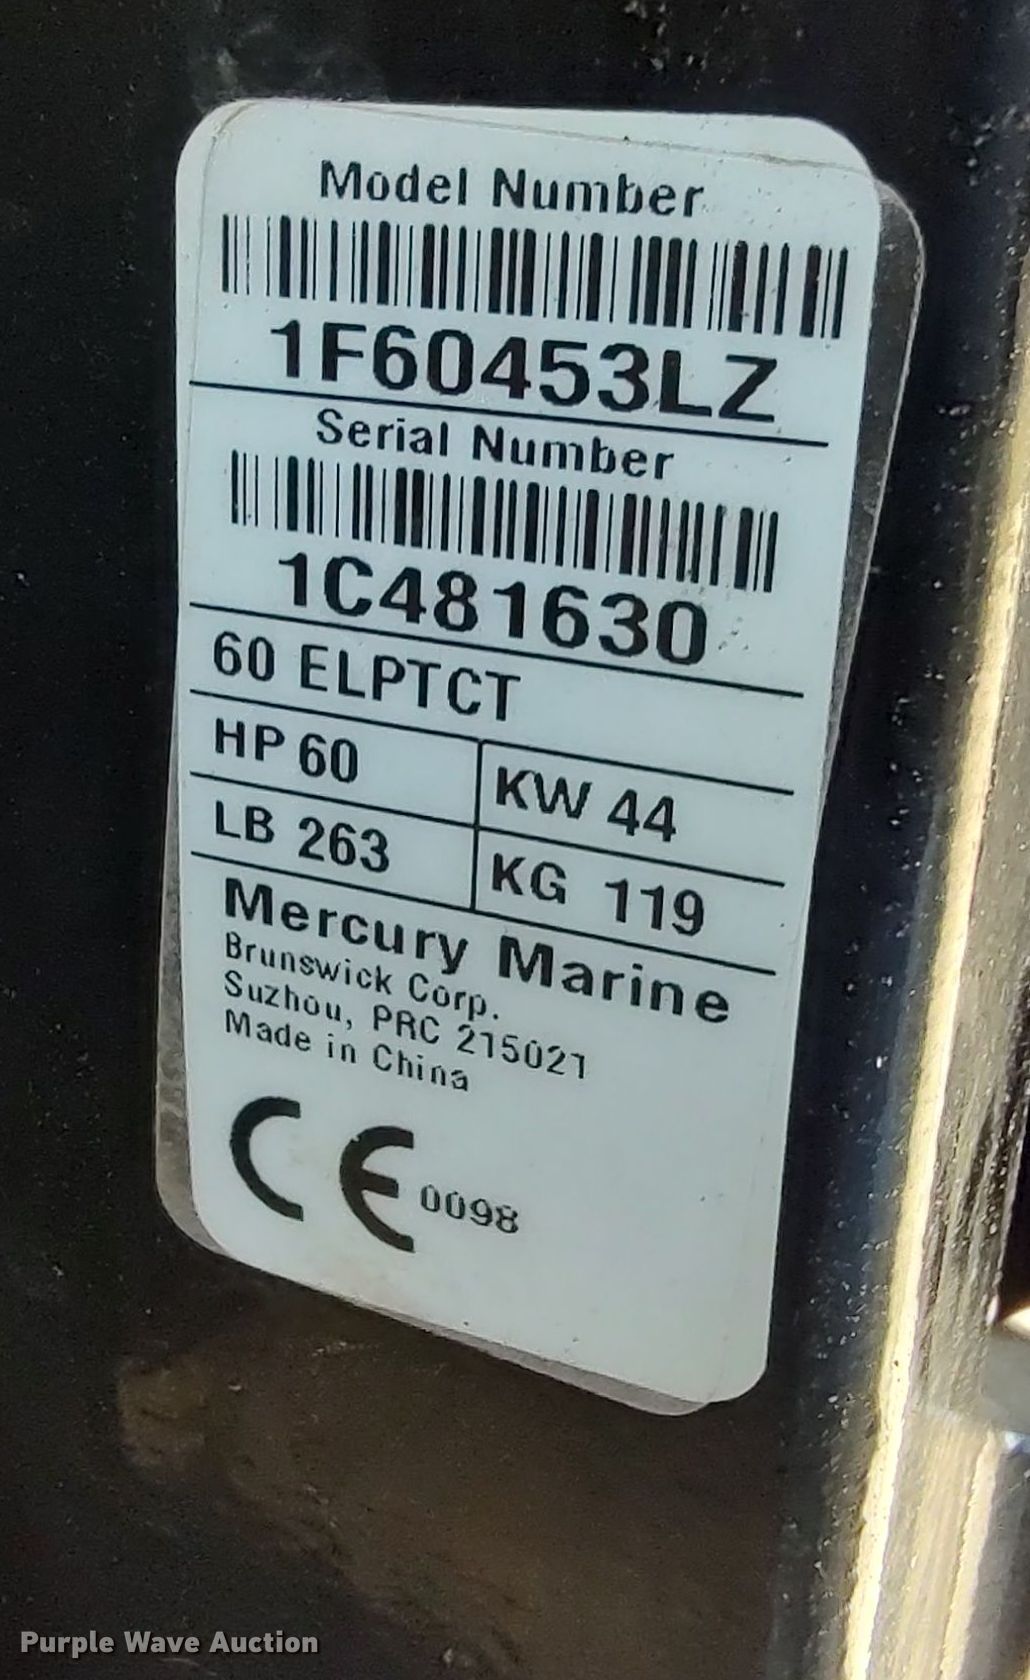 Model Number
1F60453LZ
Serial Number
1C481630
60 ELPTCT
HP 60 KW 44
LB 263 KG 119
Mercury Marine
Brunswick Corp.
Suzhou, PRC 215021
Made in China
CE 0098
Purple Wave Auction